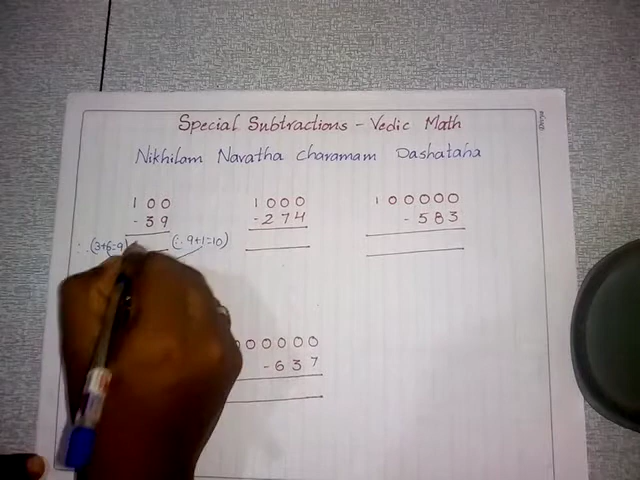 Special Subtractions - Vedic Math
Nikhilam Navatha Charamam Dashataha
100 1000 100000
- 39 - 274 - 583
∴ (3+6=9) (∵ 9+1=10)
00000
- 637